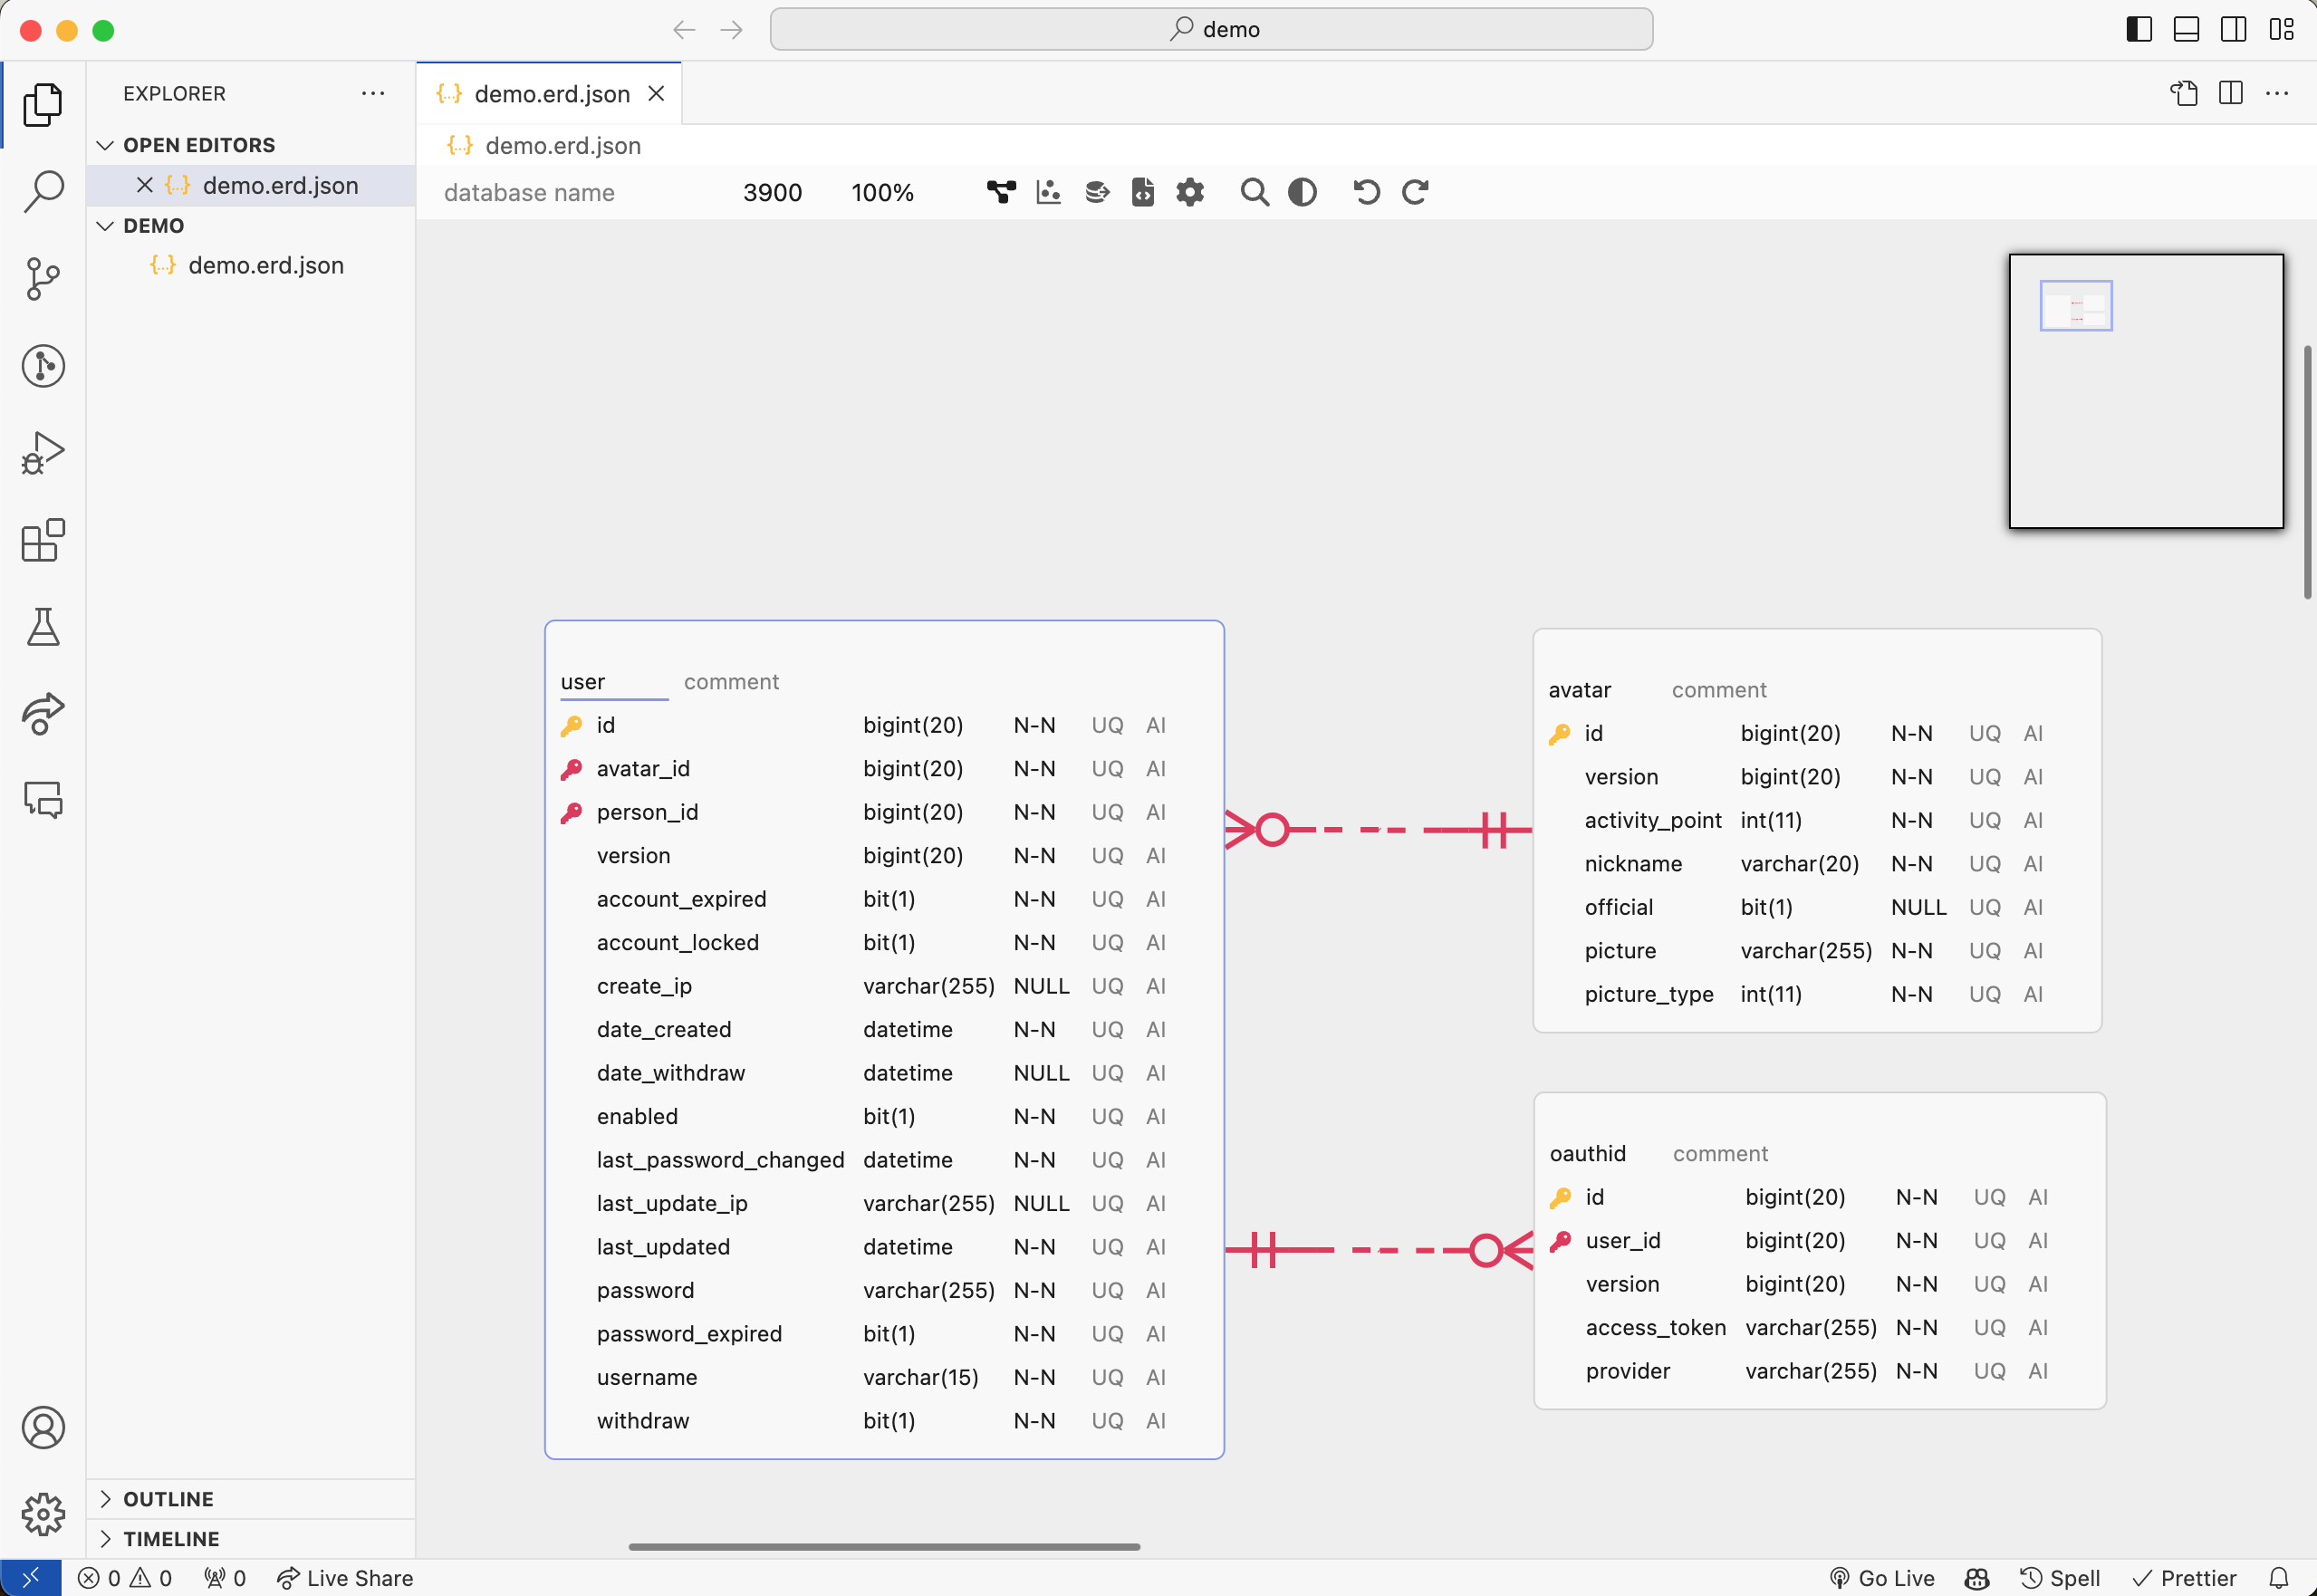 demo
EXPLORER
OPEN EDITORS
demo.erd.json
DEMO
demo.erd.json
OUTLINE
TIMELINE
demo.erd.json
demo.erd.json
database name 3900 100%
user comment
id bigint(20) N-N UQ AI
avatar_id bigint(20) N-N UQ AI
person_id bigint(20) N-N UQ AI
version bigint(20) N-N UQ AI
account_expired bit(1) N-N UQ AI
account_locked bit(1) N-N UQ AI
create_ip varchar(255) NULL UQ AI
date_created datetime N-N UQ AI
date_withdraw datetime NULL UQ AI
enabled bit(1) N-N UQ AI
last_password_changed datetime N-N UQ AI
last_update_ip varchar(255) NULL UQ AI
last_updated datetime N-N UQ AI
password varchar(255) N-N UQ AI
password_expired bit(1) N-N UQ AI
username varchar(15) N-N UQ AI
withdraw bit(1) N-N UQ AI
avatar comment
id bigint(20) N-N UQ AI
version bigint(20) N-N UQ AI
activity_point int(11) N-N UQ AI
nickname varchar(20) N-N UQ AI
official bit(1) NULL UQ AI
picture varchar(255) N-N UQ AI
picture_type int(11) N-N UQ AI
oauthid comment
id bigint(20) N-N UQ AI
user_id bigint(20) N-N UQ AI
version bigint(20) N-N UQ AI
access_token varchar(255) N-N UQ AI
provider varchar(255) N-N UQ AI
0 0 0 Live Share Go Live Spell Prettier